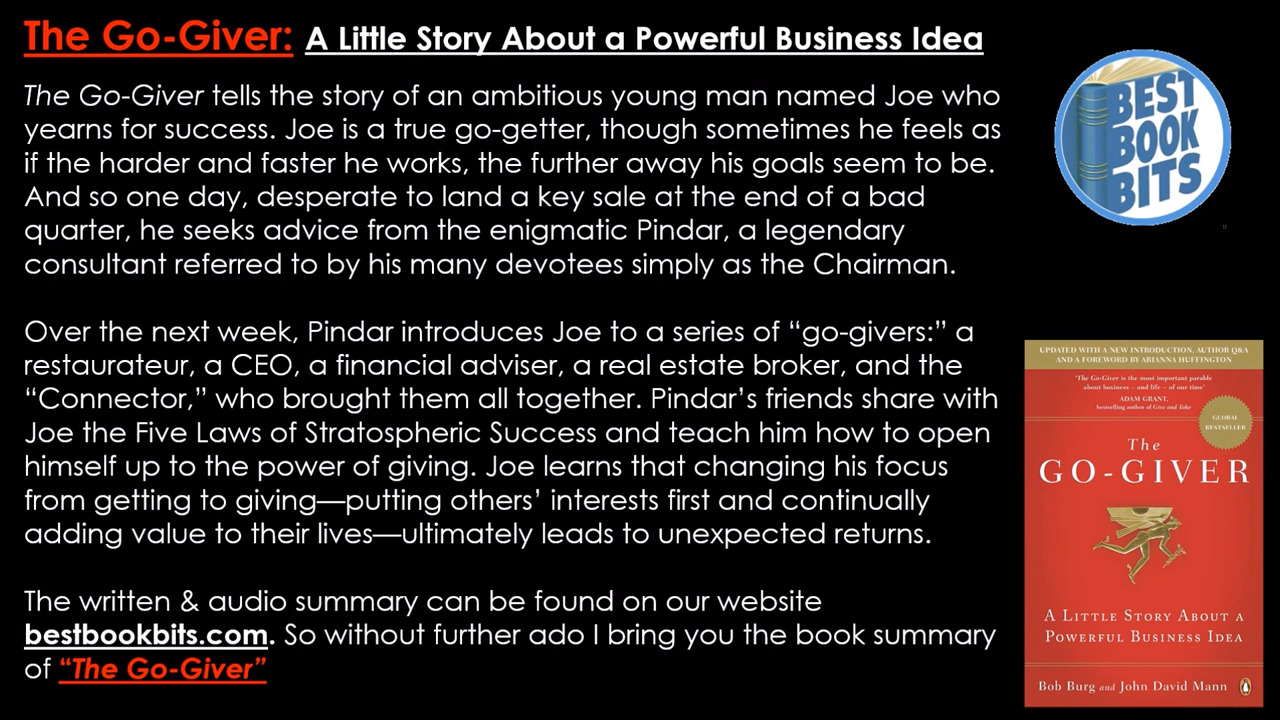 The Go-Giver: A Little Story About a Powerful Business Idea
The Go-Giver tells the story of an ambitious young man named Joe who
yearns for success. Joe is a true go-getter, though sometimes he feels as
if the harder and faster he works, the further away his goals seem to be.
And so one day, desperate to land a key sale at the end of a bad
quarter, he seeks advice from the enigmatic Pindar, a legendary
consultant referred to by his many devotees simply as the Chairman.
Over the next week, Pindar introduces Joe to a series of “go-givers:” a
restaurateur, a CEO, a financial adviser, a real estate broker, and the
“Connector,” who brought them all together. Pindar’s friends share with
Joe the Five Laws of Stratospheric Success and teach him how to open
himself up to the power of giving. Joe learns that changing his focus
from getting to giving—putting others’ interests first and continually
adding value to their lives—ultimately leads to unexpected returns.
The written & audio summary can be found on our website
bestbookbits.com. So without further ado I bring you the book summary
of “The Go-Giver”
BEST
BOOK
BITS
UPDATED WITH A NEW INTRODUCTION, AUTHOR Q&A
AND A FOREWORD BY ARIANNA HUFFINGTON
'The Go-Giver is the most important parable
about business – and life – of our time'
ADAM GRANT,
bestselling author of Give and Take
GLOBAL
BESTSELLER
The
GO-GIVER
A LITTLE STORY ABOUT A
POWERFUL BUSINESS IDEA
Bob Burg and John David Mann